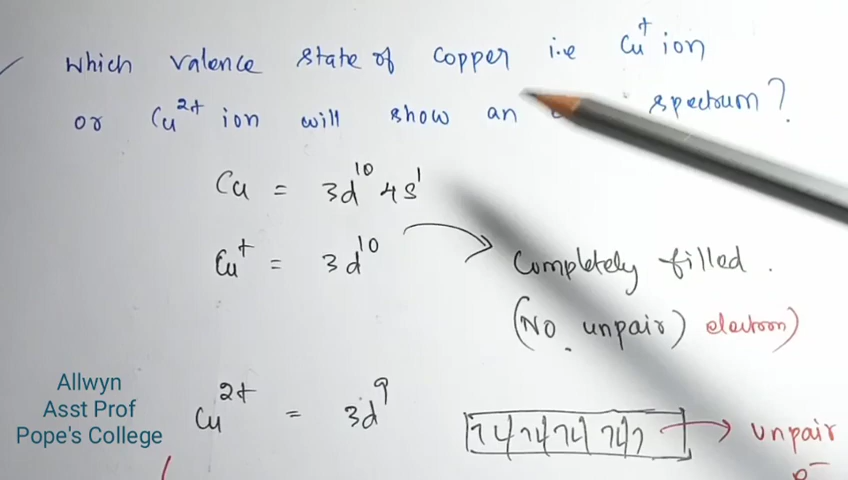 which valence state of copper i.e Cu⁺ ion
or Cu²⁺ ion will show an spectrum?
Cu = 3d¹⁰ 4s¹
Cu⁺ = 3d¹⁰
Completely filled.
(No unpair) electron)
Cu²⁺ = 3d⁹
unpair
e⁻
Allwyn
Asst Prof
Pope's College